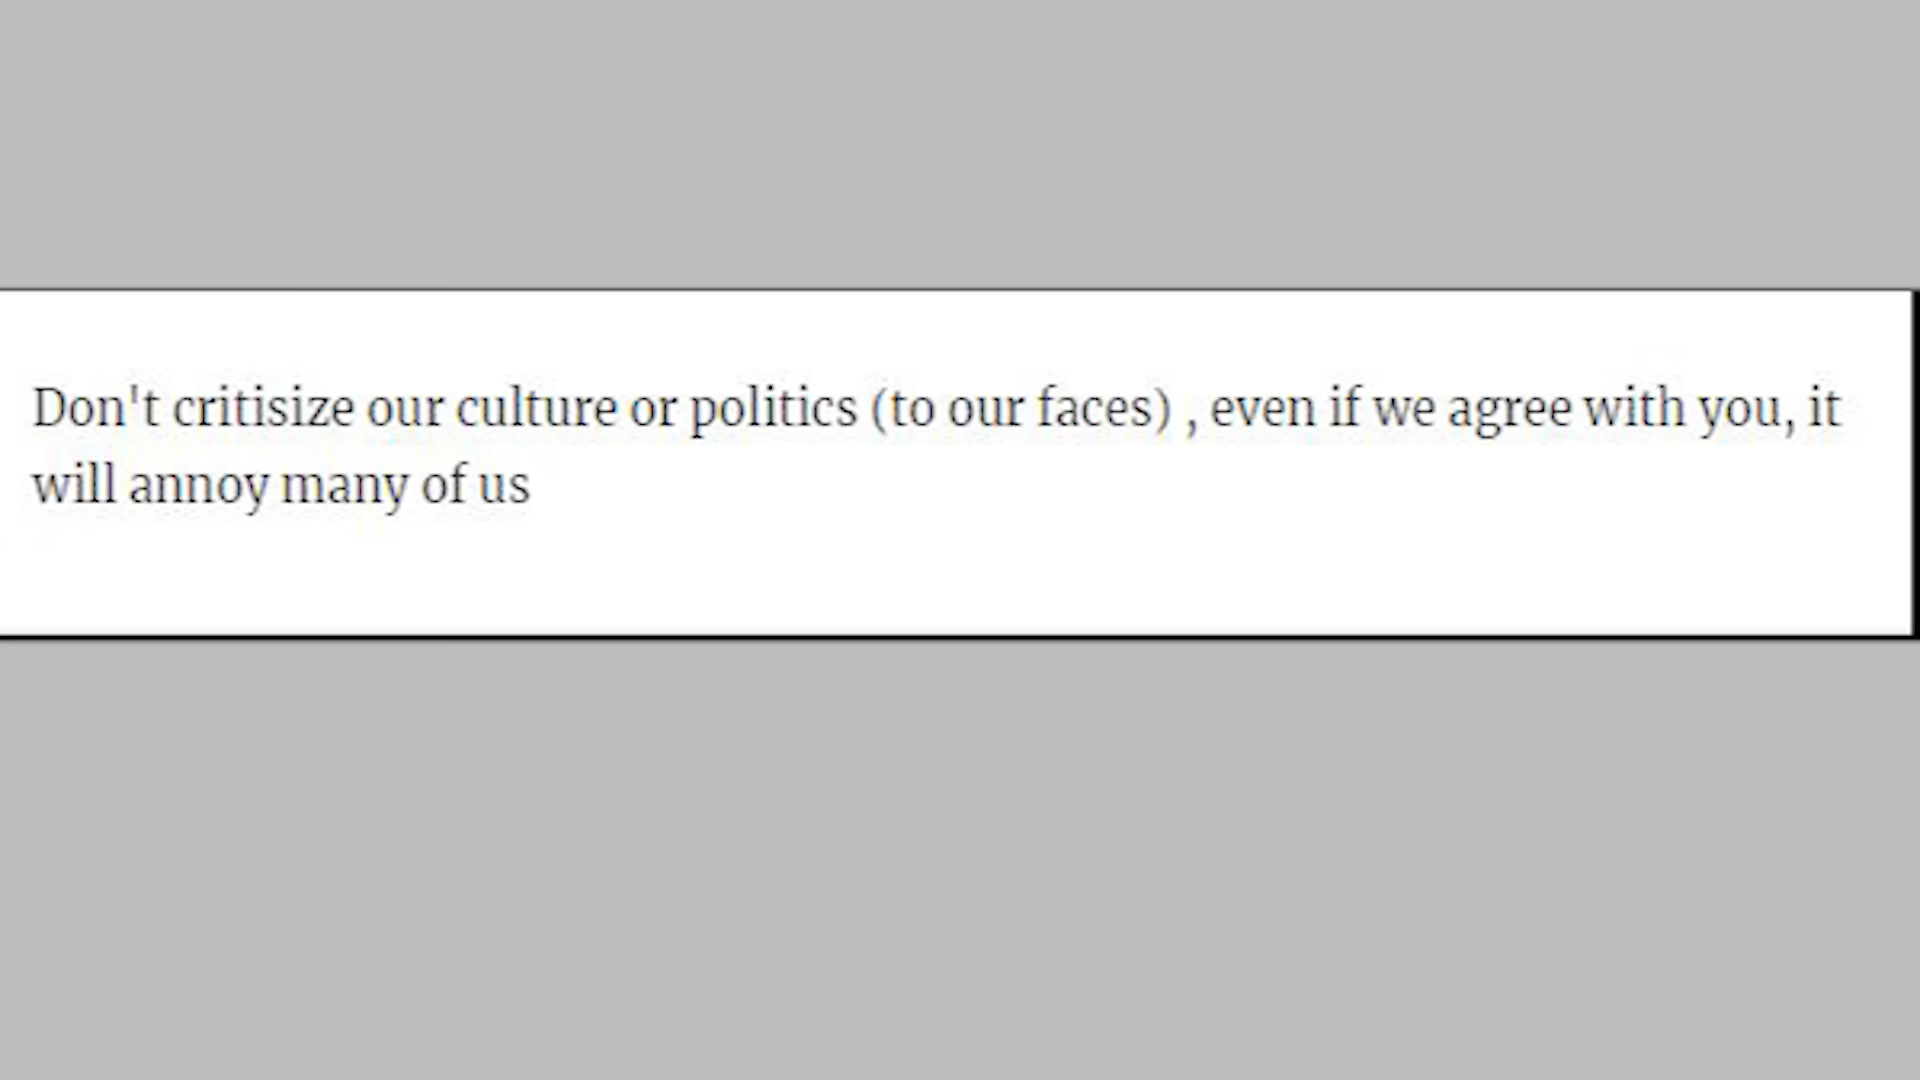 Don't critisize our culture or politics (to our faces) , even if we agree with you, it
will annoy many of us